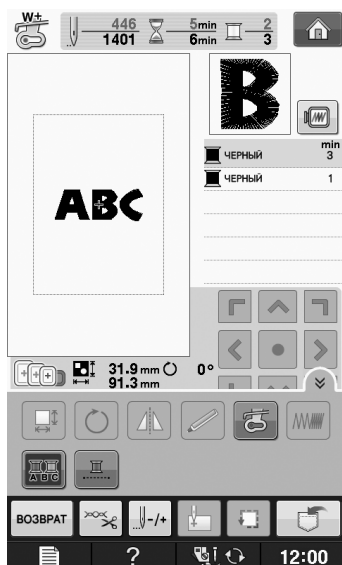 W±
446 5min 2
1401 6min 3
B
min
ЧЕРНЫЙ 3
ЧЕРНЫЙ 1
ABC
31.9 mm 0°
91.3 mm
ABC
ВОЗВРАТ -/+
? 12:00